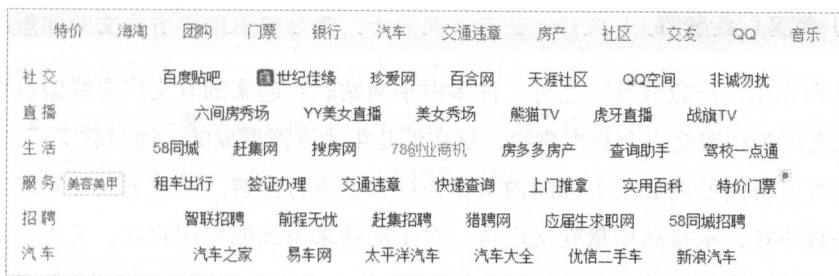 特价 海淘 团购 门票 银行 汽车 交通违章 房产 社区 交友 QQ 音乐
社交 百度贴吧 世纪佳缘 珍爱网 百合网 天涯社区 QQ空间 非诚勿扰
直播 六间房秀场 YY美女直播 美女秀场 熊猫TV 虎牙直播 战旗TV
生活 58同城 赶集网 搜房网 78创业商机 房多多房产 查询助手 驾校一点通
服务 美容美甲 租车出行 签证办理 交通违章 快递查询 上门推拿 实用百科 特价门票
招聘 智联招聘 前程无忧 赶集招聘 猎聘网 应届生求职网 58同城招聘
汽车 汽车之家 易车网 太平洋汽车 汽车大全 优信二手车 新浪汽车